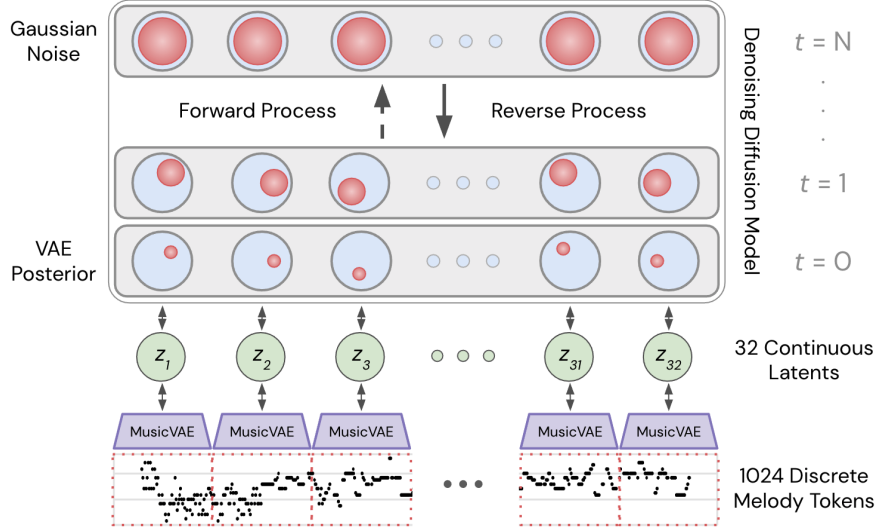 Gaussian
Noise
t = N
Forward Process
Reverse Process
Denoising Diffusion Model
t = 1
VAE
Posterior
t = 0
z1 z2 z3 z31 z32
32 Continuous
Latents
MusicVAE MusicVAE MusicVAE MusicVAE MusicVAE
1024 Discrete
Melody Tokens